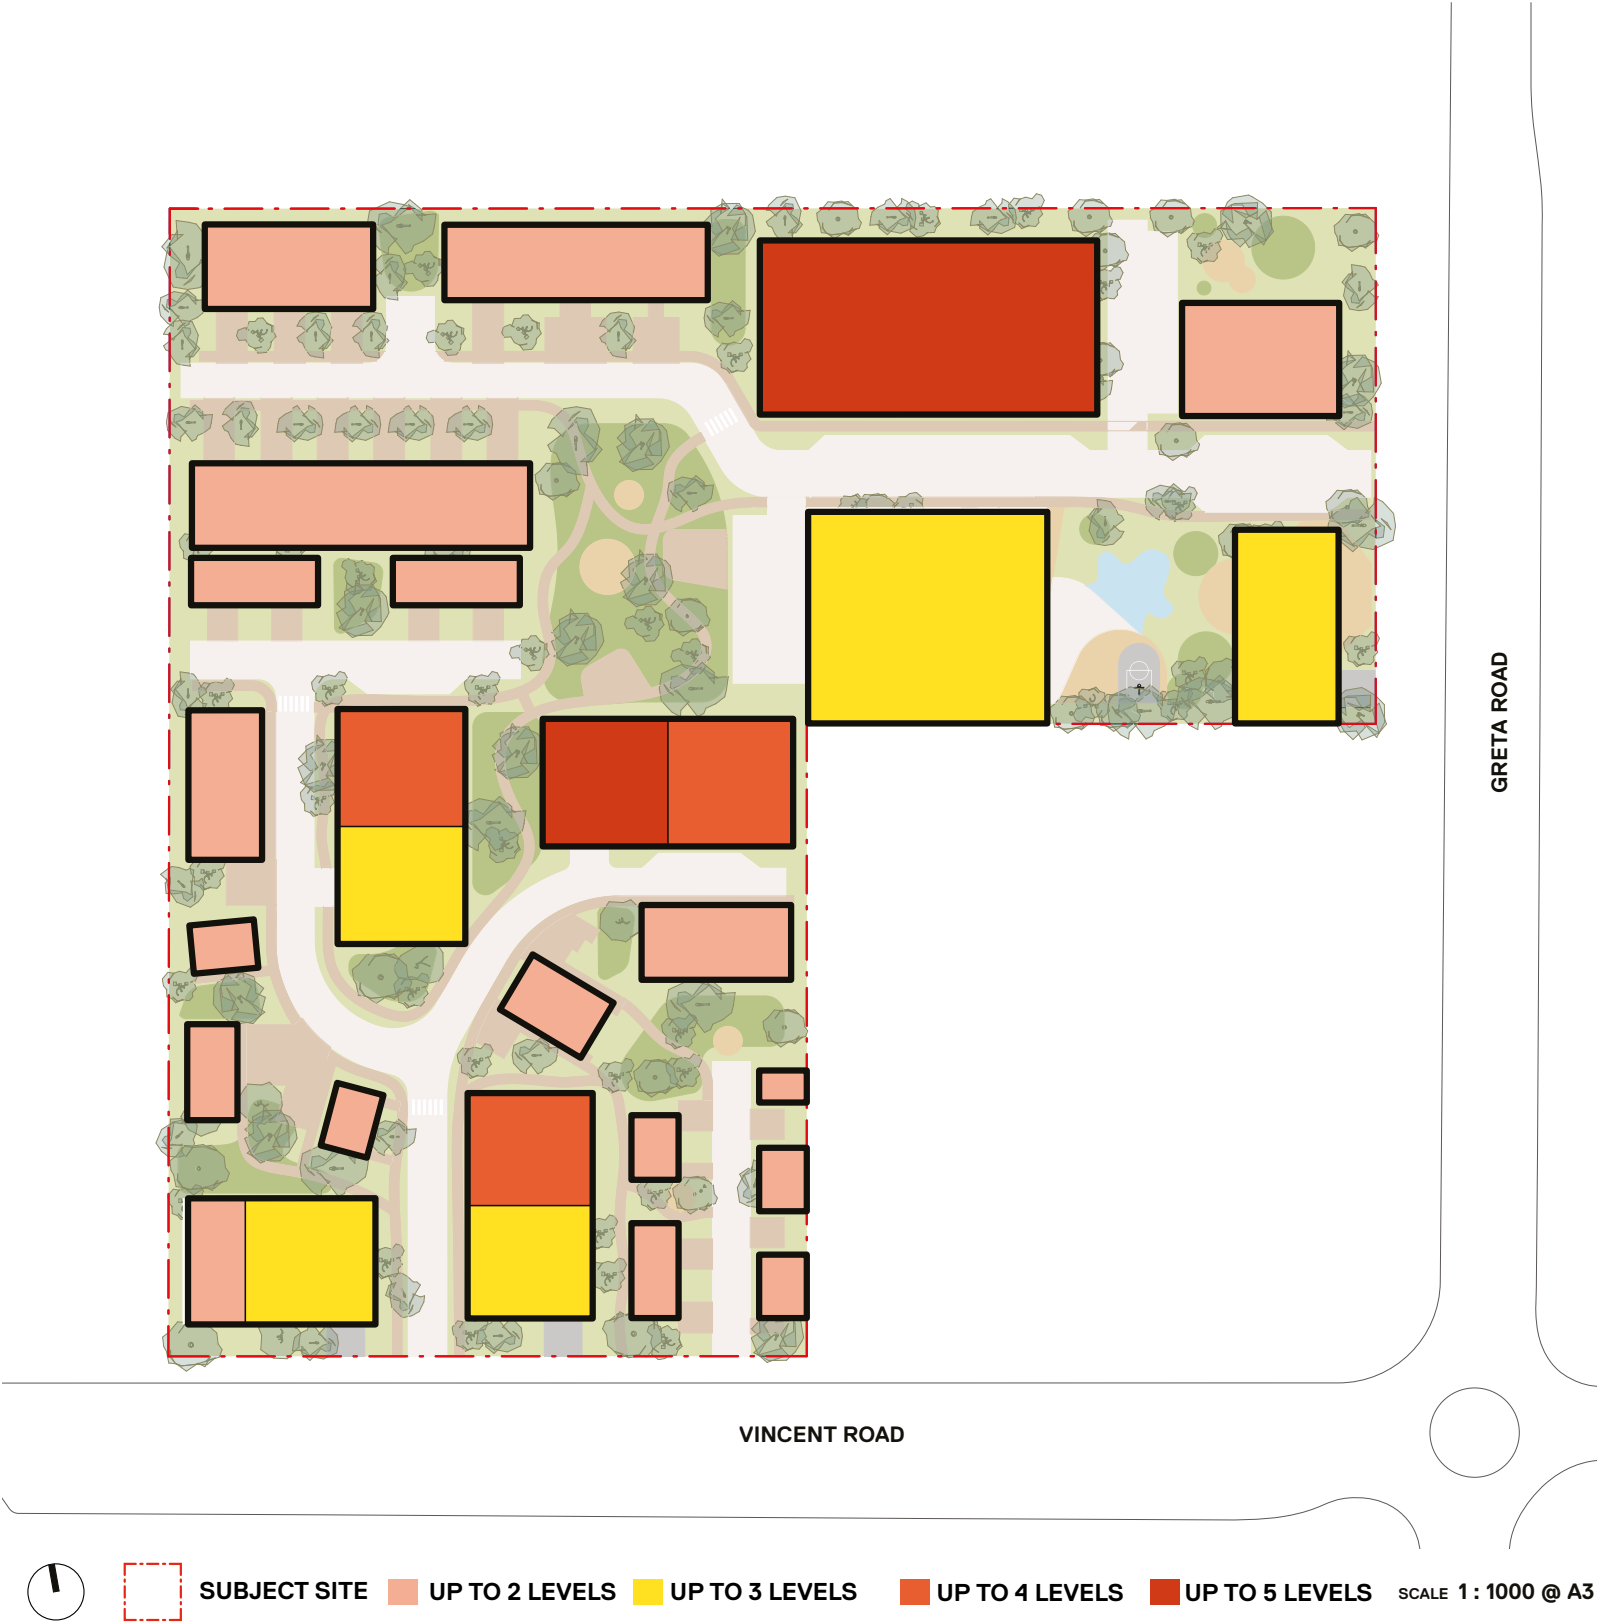 GRETA ROAD
VINCENT ROAD
SUBJECT SITE
UP TO 2 LEVELS
UP TO 3 LEVELS
UP TO 4 LEVELS
UP TO 5 LEVELS
SCALE 1 : 1000 @ A3